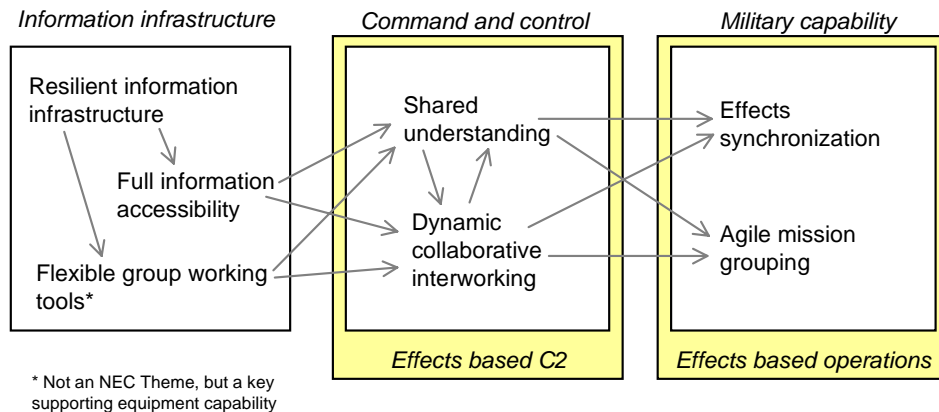 Information infrastructure
Command and control
Military capability
Resilient information
infrastructure
Full information
accessibility
Flexible group working
tools*
Shared
understanding
Dynamic
collaborative
interworking
Effects
synchronization
Agile mission
grouping
Effects based C2
Effects based operations
* Not an NEC Theme, but a key
supporting equipment capability